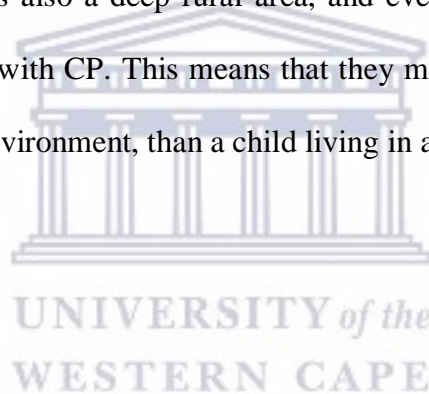 s also a deep rural area, and eve
with CP. This means that they m
vironment, than a child living in a
UNIVERSITY of the
WESTERN CAPE